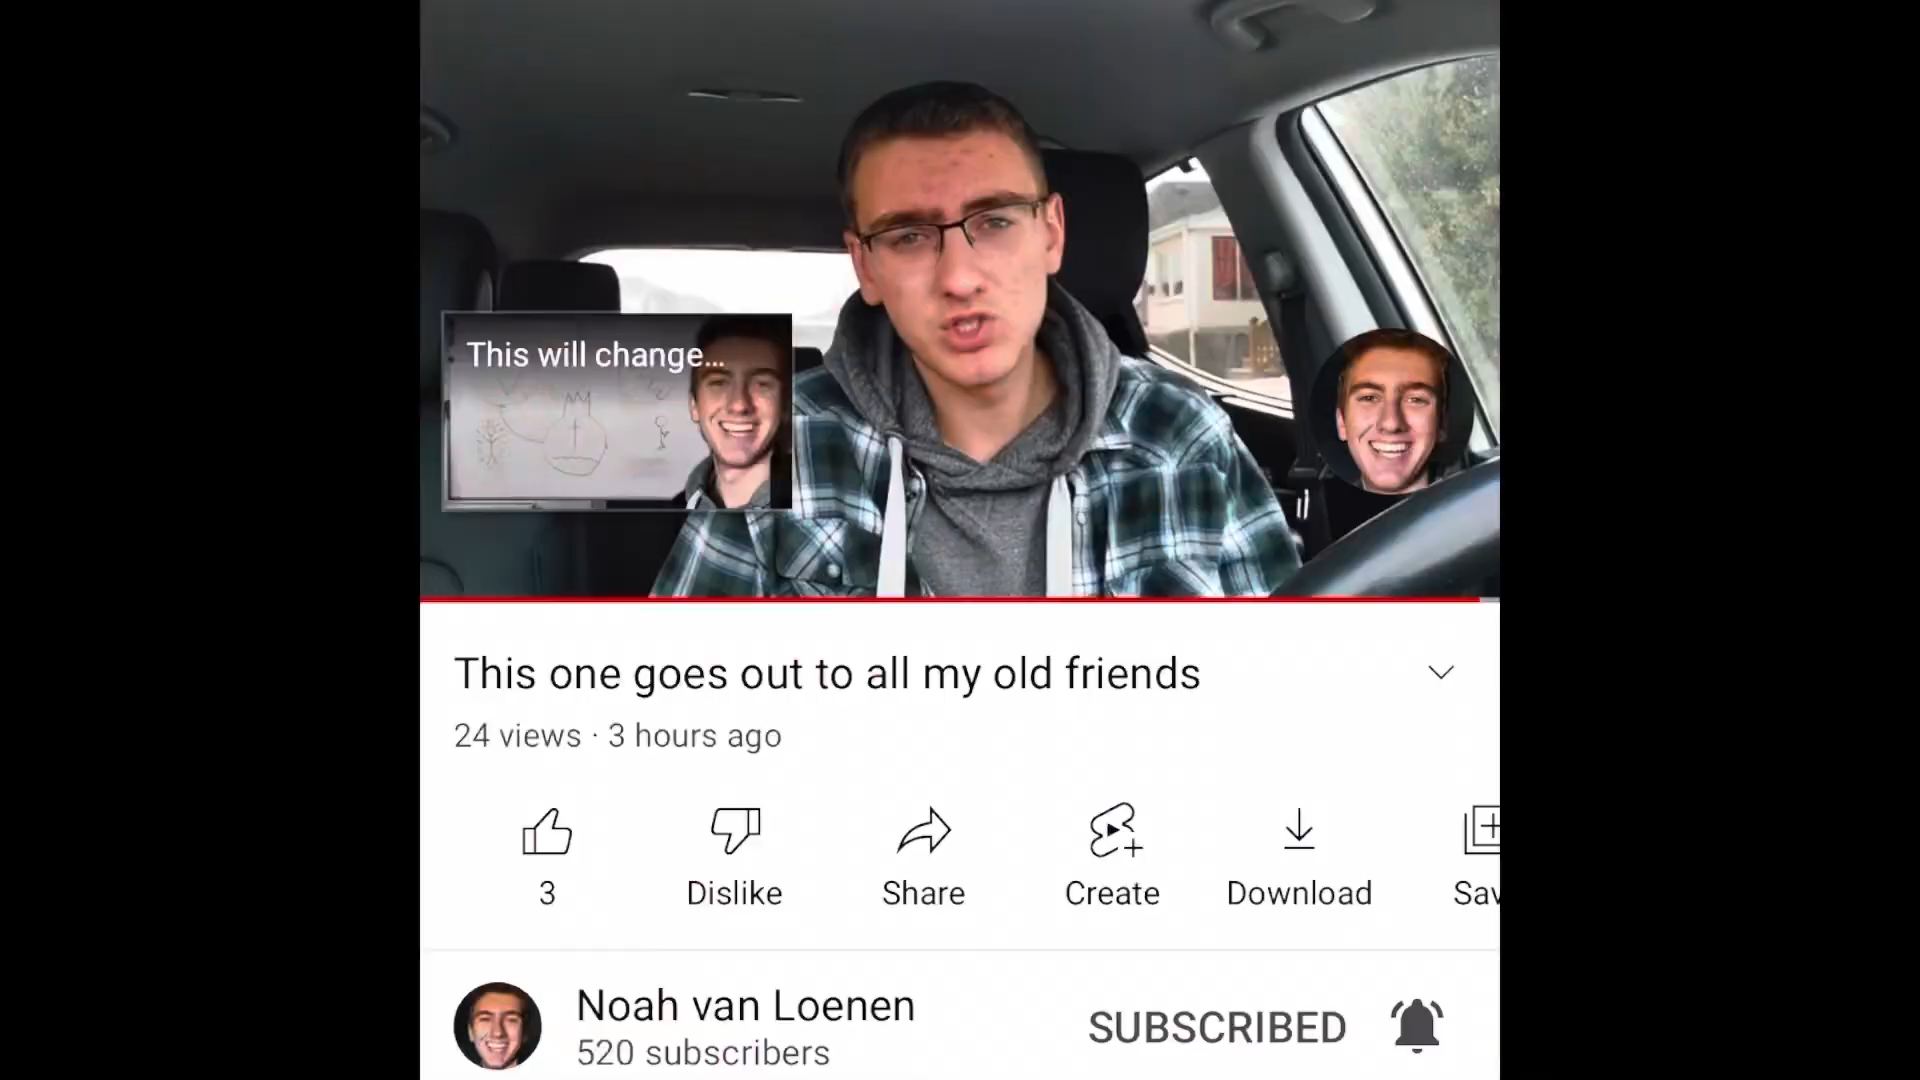 This will change...
This one goes out to all my old friends
24 views · 3 hours ago
3
Dislike
Share
Create
Download
Sav
Noah van Loenen
520 subscribers
SUBSCRIBED